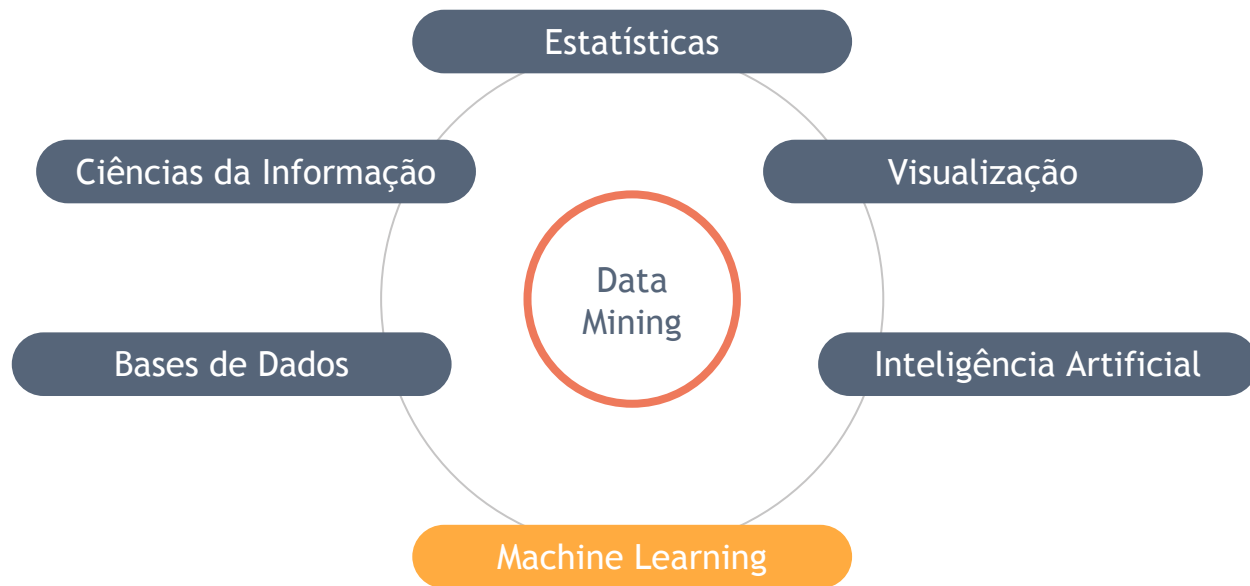 Estatísticas
Ciências da Informação
Visualização
Data
Mining
Bases de Dados
Inteligência Artificial
Machine Learning